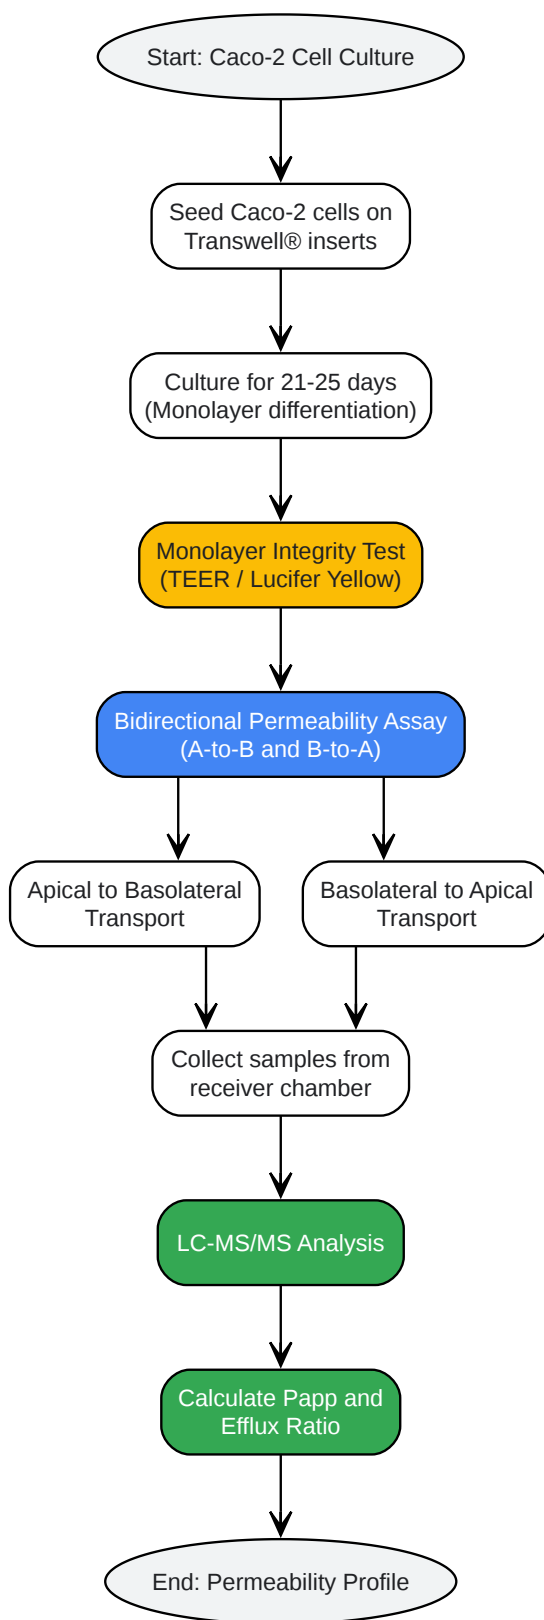 Start: Caco-2 Cell Culture
Seed Caco-2 cells on
Transwell® inserts
Culture for 21-25 days
(Monolayer differentiation)
Monolayer Integrity Test
(TEER / Lucifer Yellow)
Bidirectional Permeability Assay
(A-to-B and B-to-A)
Apical to Basolateral
Transport
Basolateral to Apical
Transport
Collect samples from
receiver chamber
LC-MS/MS Analysis
Calculate Papp and
Efflux Ratio
End: Permeability Profile